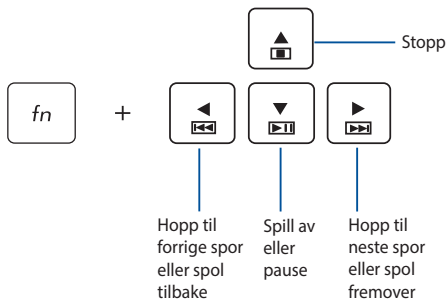 Stopp
fn
+
Hopp til
forrige spor
eller spol
tilbake
Spill av
eller
pause
Hopp til
neste spor
eller spol
fremover